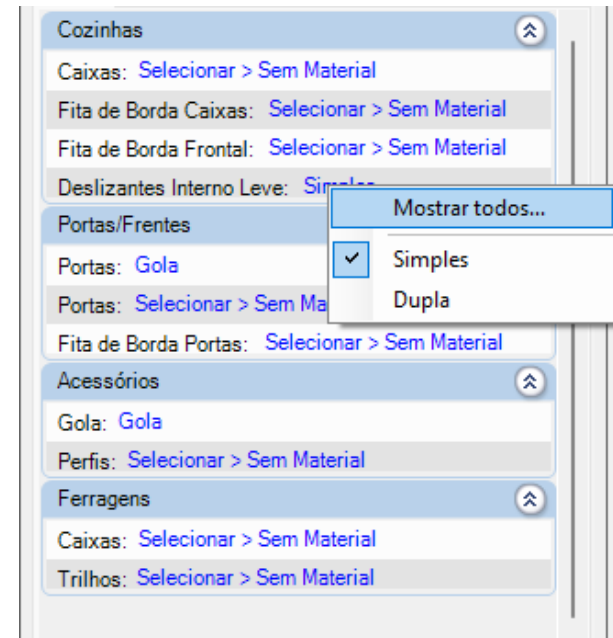 Cozinhas
Caixas: Selecionar > Sem Material
Fita de Borda Caixas: Selecionar > Sem Material
Fita de Borda Frontal: Selecionar > Sem Material
Deslizantes Interno Leve: Simples
Mostrar todos...
Simples
Dupla
Portas/Frentes
Portas: Gola
Portas: Selecionar > Sem Ma
Fita de Borda Portas: Selecionar > Sem Material
Acessórios
Gola: Gola
Perfis: Selecionar > Sem Material
Ferragens
Caixas: Selecionar > Sem Material
Trilhos: Selecionar > Sem Material